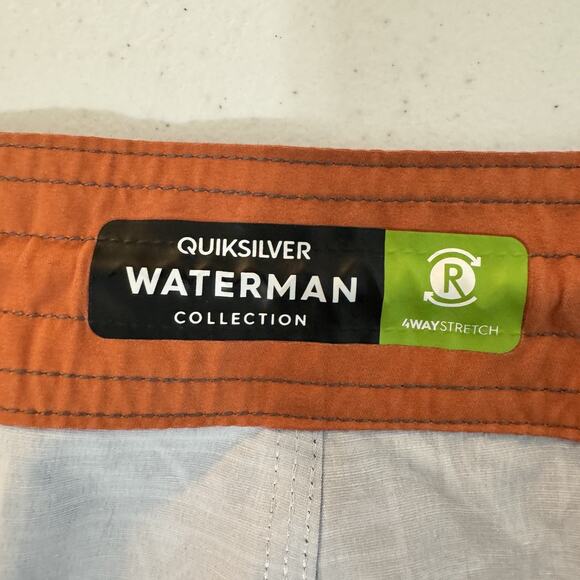 QUIKSILVER
WATERMAN
COLLECTION
R
4WAYSTRETCH